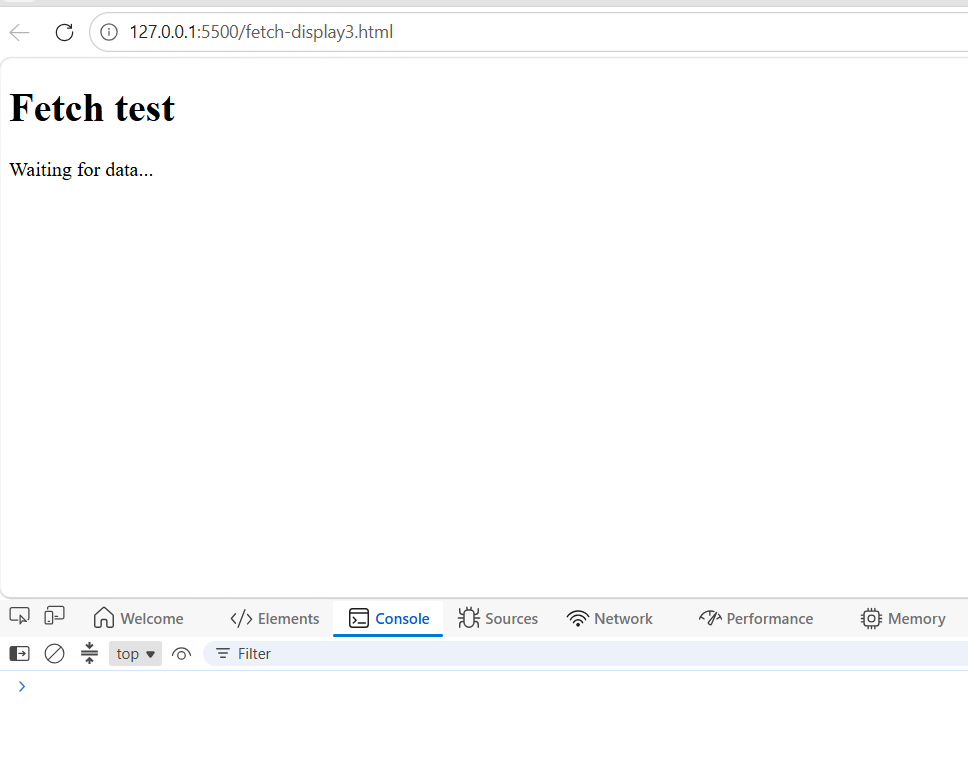 127.0.0.1:5500/fetch-display3.html
Fetch test
Waiting for data...
Welcome Elements Console Sources Network Performance Memory
top Filter